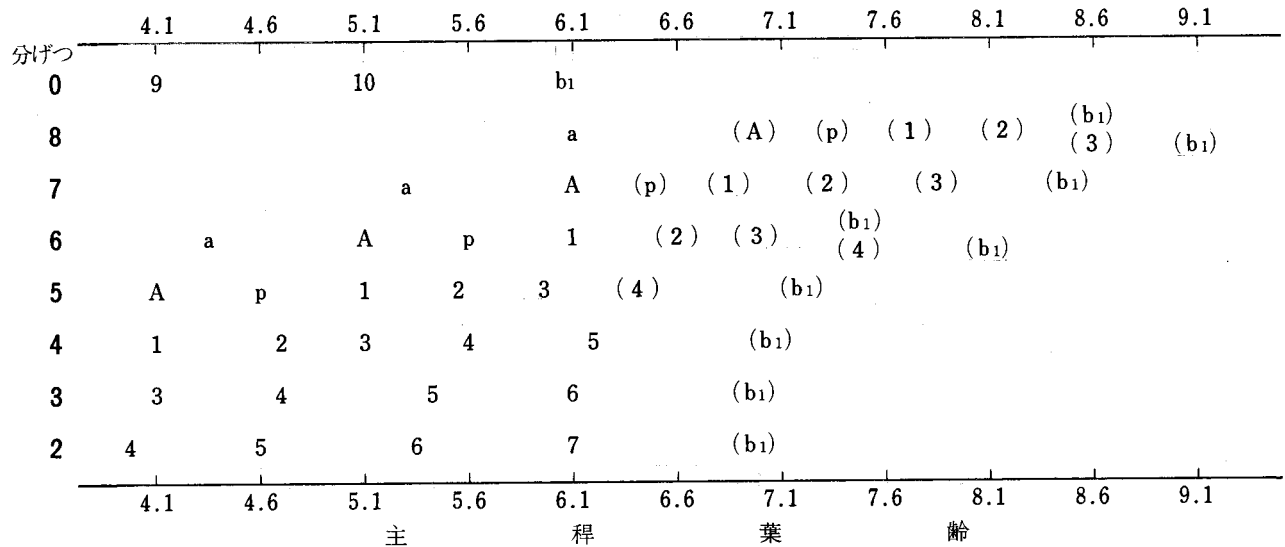 4.1 4.6 5.1 5.6 6.1 6.6 7.1 7.6 8.1 8.6 9.1
分げつ
0 9 10 b₁
(b₁)
8 a (A) (p) (1) (2) (3) (b₁)
7 a A (p) (1) (2) (3) (b₁)
(b₁)
6 a A p 1 (2) (3) (4) (b₁)
5 A p 1 2 3 (4) (b₁)
4 1 2 3 4 5 (b₁)
3 3 4 5 6 (b₁)
2 4 5 6 7 (b₁)
4.1 4.6 5.1 5.6 6.1 6.6 7.1 7.6 8.1 8.6 9.1
主稈葉齢